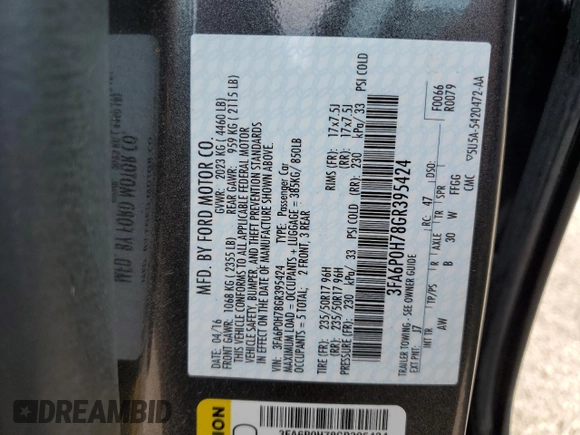 MFD. BY FORD MOTOR CO.
DATE: 04/16 GVWR: 2023 KG ( 4460 LB)
FRONT GAWR: 1068 KG ( 2355 LB) REAR GAWR: 959 KG ( 2115 LB)
THIS VEHICLE CONFORMS TO ALL APPLICABLE FEDERAL MOTOR
VEHICLE SAFETY BUMPER, AND THEFT PREVENTION STANDARDS
IN EFFECT ON THE DATE OF MANUFACTURE SHOWN ABOVE.
VIN: 3FA6P0H78GR395424 TYPE: Passenger Car
MAXIMUM LOAD = OCCUPANTS + LUGGAGE = 385KG/ 850LB
OCCUPANTS = 5 TOTAL: 2 FRONT, 3 REAR
TIRE (FR): 235/50R17 96H RIMS (FR): 17x7.5J
TIRE (RR): 235/50R17 96H (RR): 17x7.5J
PRESSURE (FR): 230 kPa/ 33 PSI COLD (RR): 230 kPa/ 33 PSI COLD
3FA6P0H78GR395424
TRAILER TOWING - SEE OWNER GUIDE
F0066
R0079
EXT PNT: J7 RC: 47 DSO:
INT TR TP/PS R AXLE TR SPR
AW B 30 W FFGG
CMC 5U5A-5420472-AA
3FA6P0H78GR395424
3FABID.COM